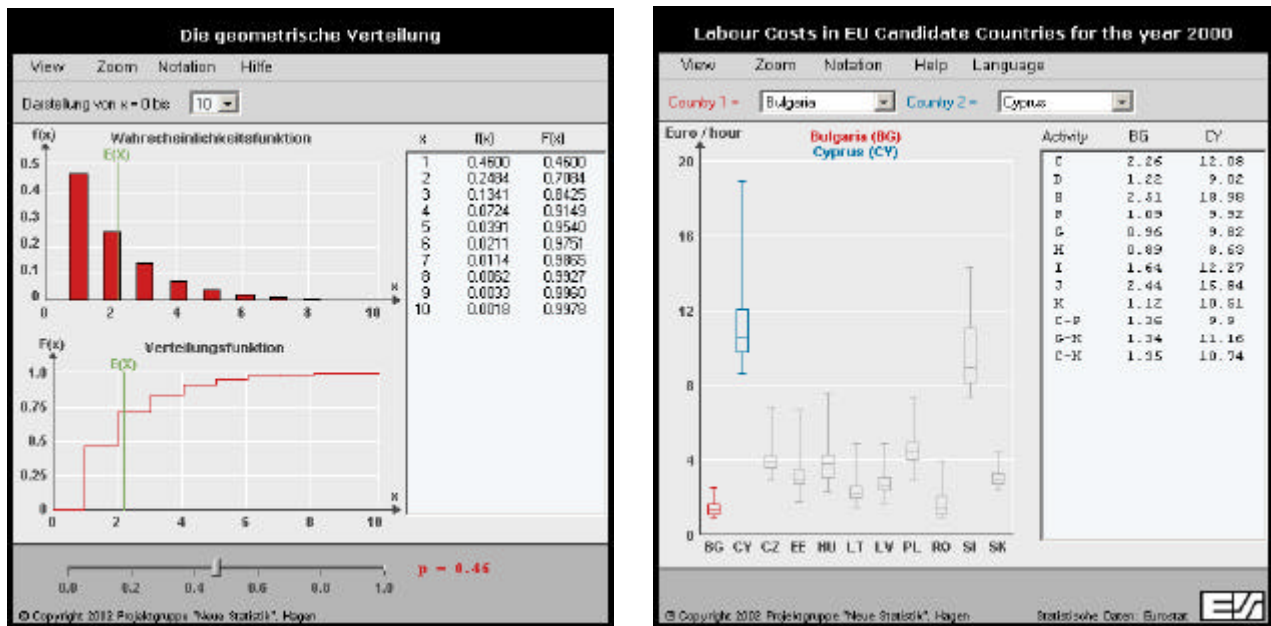 Die geometrische Verteilung
View Zoom Notation Hilfe
Darstellung von x = 0 bis 10
f(x) Wahrscheinlichkeitsfunktion
E(X)
0.5
0.4
0.3
0.2
0.1
0
0 2 4 6 8 10
x
F(x) Verteilungsfunktion
E(X)
1.0
0.75
0.5
0.25
0
0 2 4 6 8 10
x
x f(x) F(x)
1 0.4600 0.4600
2 0.2484 0.7084
3 0.1341 0.8425
4 0.0724 0.9149
5 0.0391 0.9540
6 0.0211 0.9751
7 0.0114 0.9865
8 0.0062 0.9927
9 0.0033 0.9960
10 0.0018 0.9978
0.0 0.2 0.4 0.6 0.8 1.0
p = 0.46
© Copyright 2002 Projektgruppe "Neue Statistik", Hagen
Labour Costs in EU Candidate Countries for the year 2000
View Zoom Notation Help Language
Country 1 = Bulgaria Country 2 = Cyprus
Euro / hour
Bulgaria (BG)
Cyprus (CY)
20
16
12
8
4
0
BG CY CZ EE HU LT LV PL RO SI SK
Activity BG CY
C 2.26 12.08
D 1.22 9.02
2.51 18.98
1.09 9.92
G 0.96 9.82
H 0.89 8.63
I 1.64 12.27
J 2.44 15.84
K 1.12 10.51
1.36 9.9
G-K 1.34 11.16
C-K 1.35 10.74
© Copyright 2002 Projektgruppe "Neue Statistik", Hagen
Statistische Daten: Eurostat